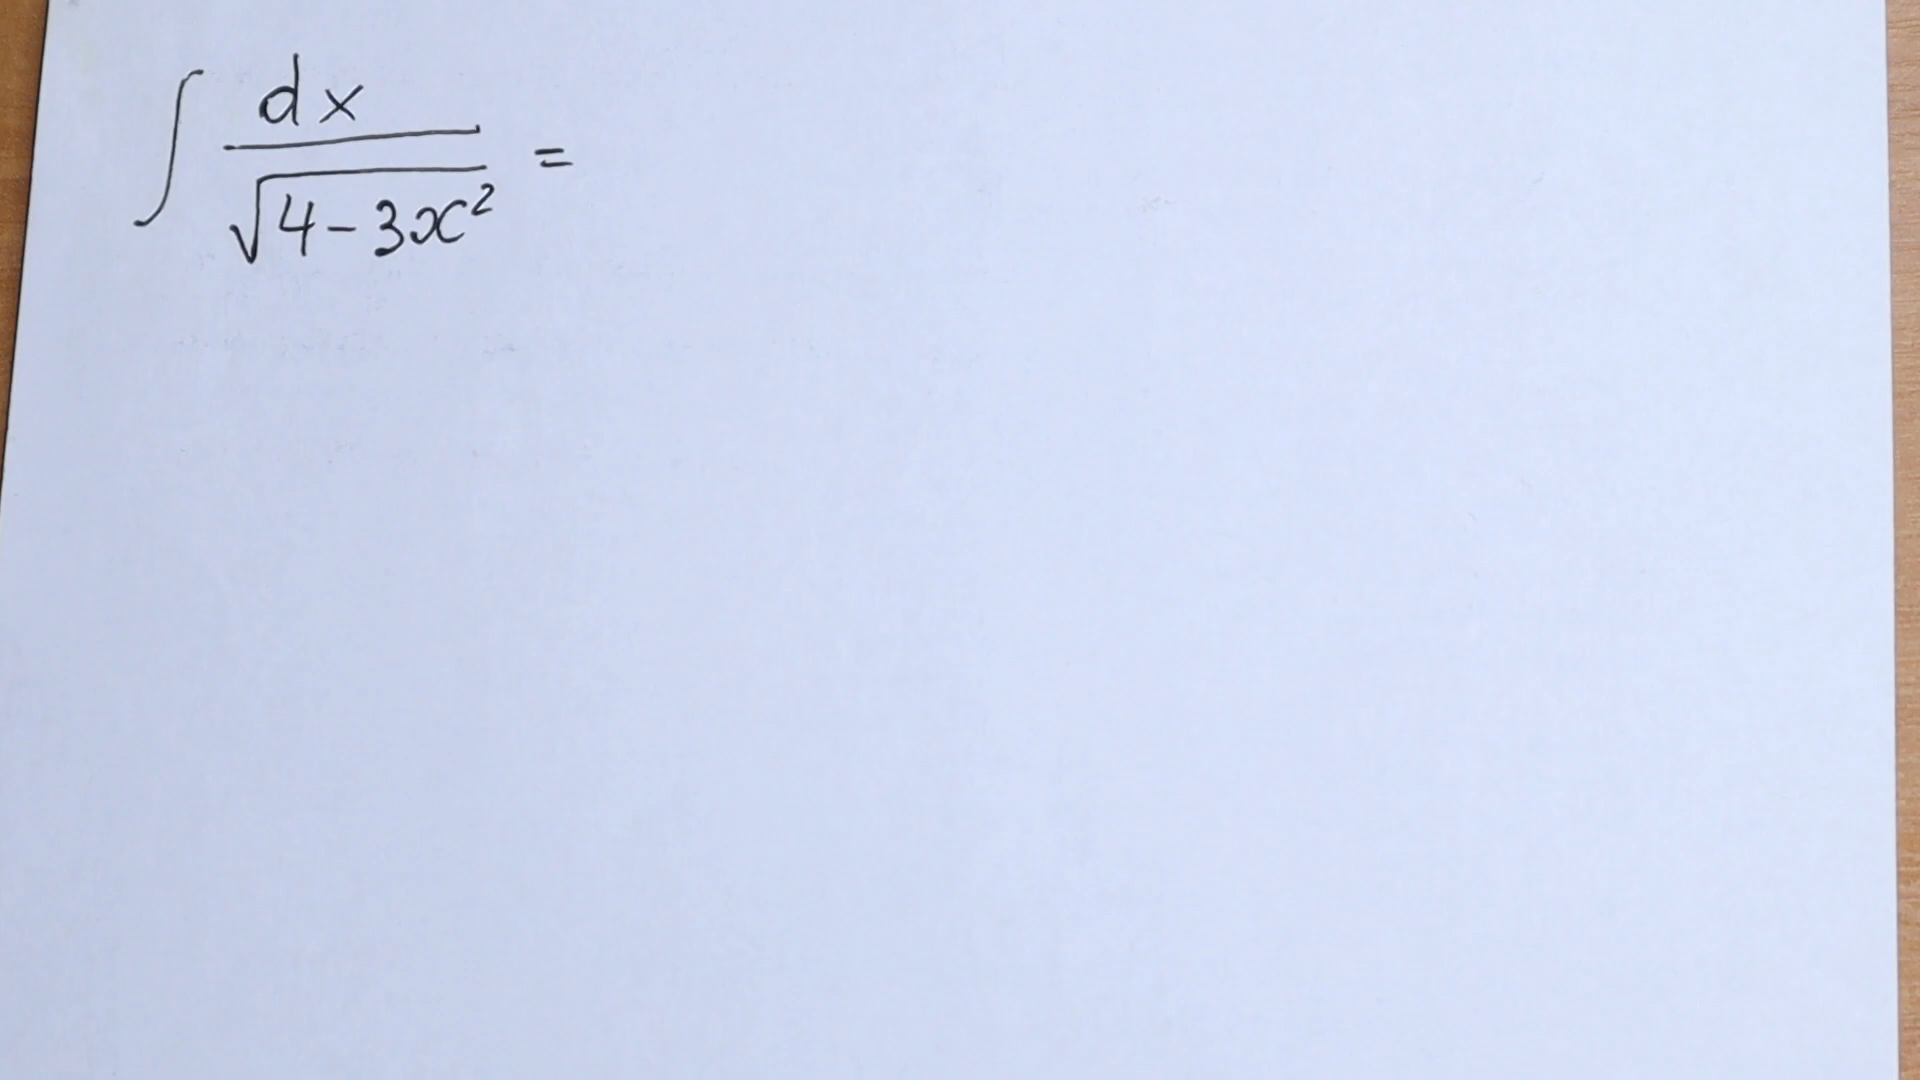 ∫ dx / √(4-3x²) =